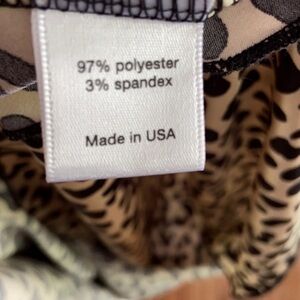 97% polyester
3% spandex
Made in USA